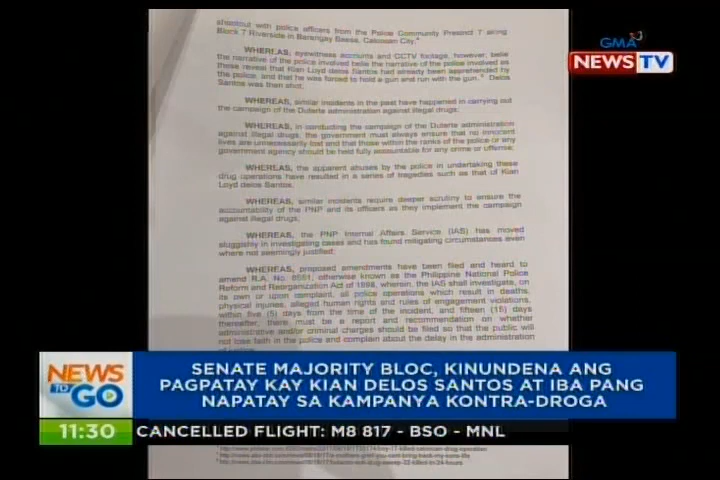 shootout with police officers from the Police Community Precinct 7 along
Block 7 Riverside in Barangay Baesa, Caloocan City.⁴
GMA
NEWS TV
WHEREAS, eyewitness accounts and CCTV footage, however, belie
the narrative of the police involved belie the narrative of the police involved as
these reveal that Kian Loyd delos Santos had already been apprehended by
the police, and that he was forced to hold a gun and run with the gun. Delos
Santos was then shot;
WHEREAS, similar incidents in the past have happened in carrying out
the campaign of the Duterte administration against illegal drugs;
WHEREAS, in conducting the campaign of the Duterte administration
against illegal drugs, the government must always ensure that no innocent
lives are unnecessarily lost and that those within the ranks of the police or any
government agency should be held fully accountable for any crime or offense;
WHEREAS, the apparent abuses by the police in undertaking these
drug operations have resulted in a series of tragedies such as that of Kian
Loyd delos Santos.
WHEREAS, similar incidents require deeper scrutiny to ensure the
accountability of the PNP and its officers as they implement the campaign
against illegal drugs;
WHEREAS, the PNP Internal Affairs Service (IAS) has moved
sluggishly in investigating cases and has found mitigating circumstances even
where not seemingly justified;
WHEREAS, proposed amendments have been filed and heard to
amend R.A. No. 8551, otherwise known as the Philippine National Police
Reform and Reorganization Act of 1998, wherein, the IAS shall investigate, on
its own or upon complaint, all police operations which result in deaths,
physical injuries, alleged human rights and rules of engagement violations,
within five (5) days from the time of the incident, and fifteen (15) days
thereafter, there must be a report and recommendation on whether
administrative and/or criminal charges should be filed so that the public will
not lose faith in the police and complain about the delay in the administration
NEWS TO GO
SENATE MAJORITY BLOC, KINUNDENA ANG
PAGPATAY KAY KIAN DELOS SANTOS AT IBA PANG
NAPATAY SA KAMPANYA KONTRA-DROGA
11:30
CANCELLED FLIGHT: M8 817 - BSO - MNL